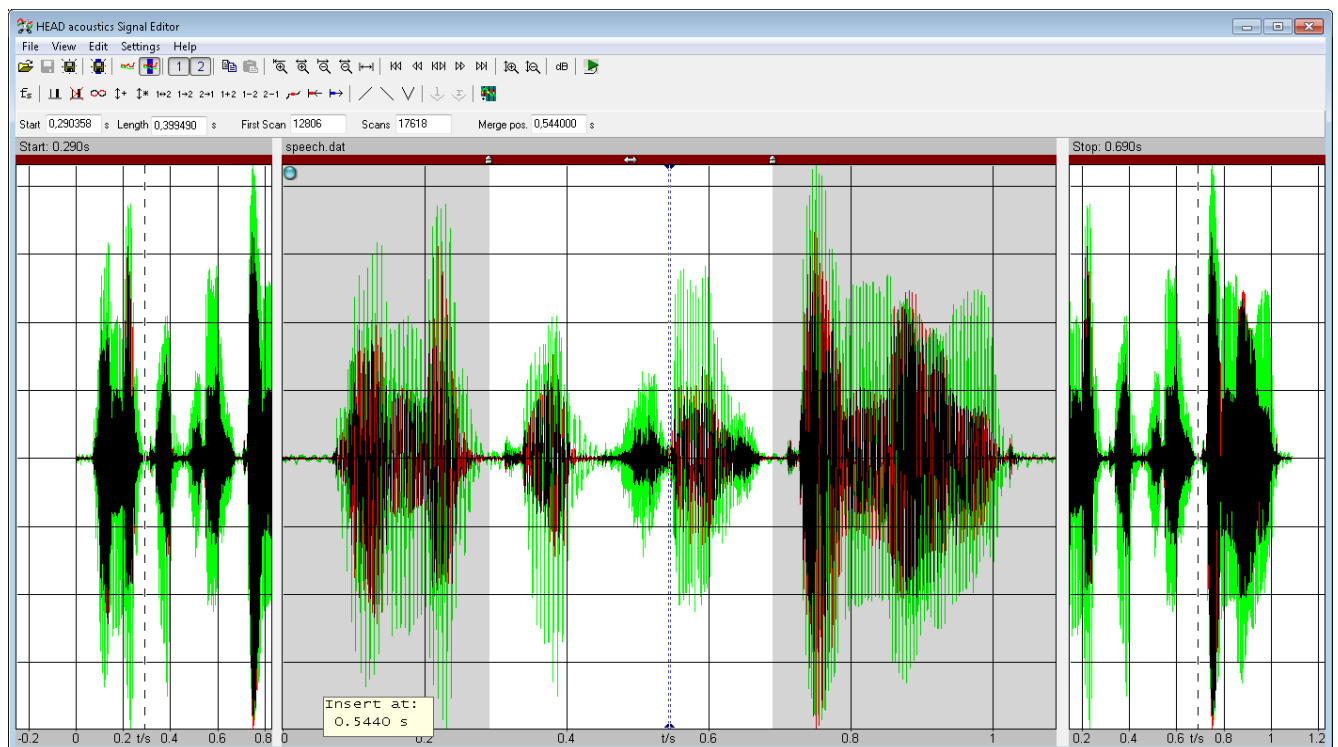 HEAD acoustics Signal Editor
File View Edit Settings Help
1 2 dB
fs 1↔2 1→2 2→1 1+2 1−2 2−1
Start 0,290358 s Length 0,399490 s First Scan 12806 Scans 17618 Merge pos. 0,544000 s
Start: 0.290s speech.dat Stop: 0.690s
Insert at:
0.5440 s
-0.2 0 0.2 t/s 0.4 0.6 0.8 0 0.2 0.4 t/s 0.6 0.8 1 0.2 0.4 0.6 t/s 0.8 1 1.2